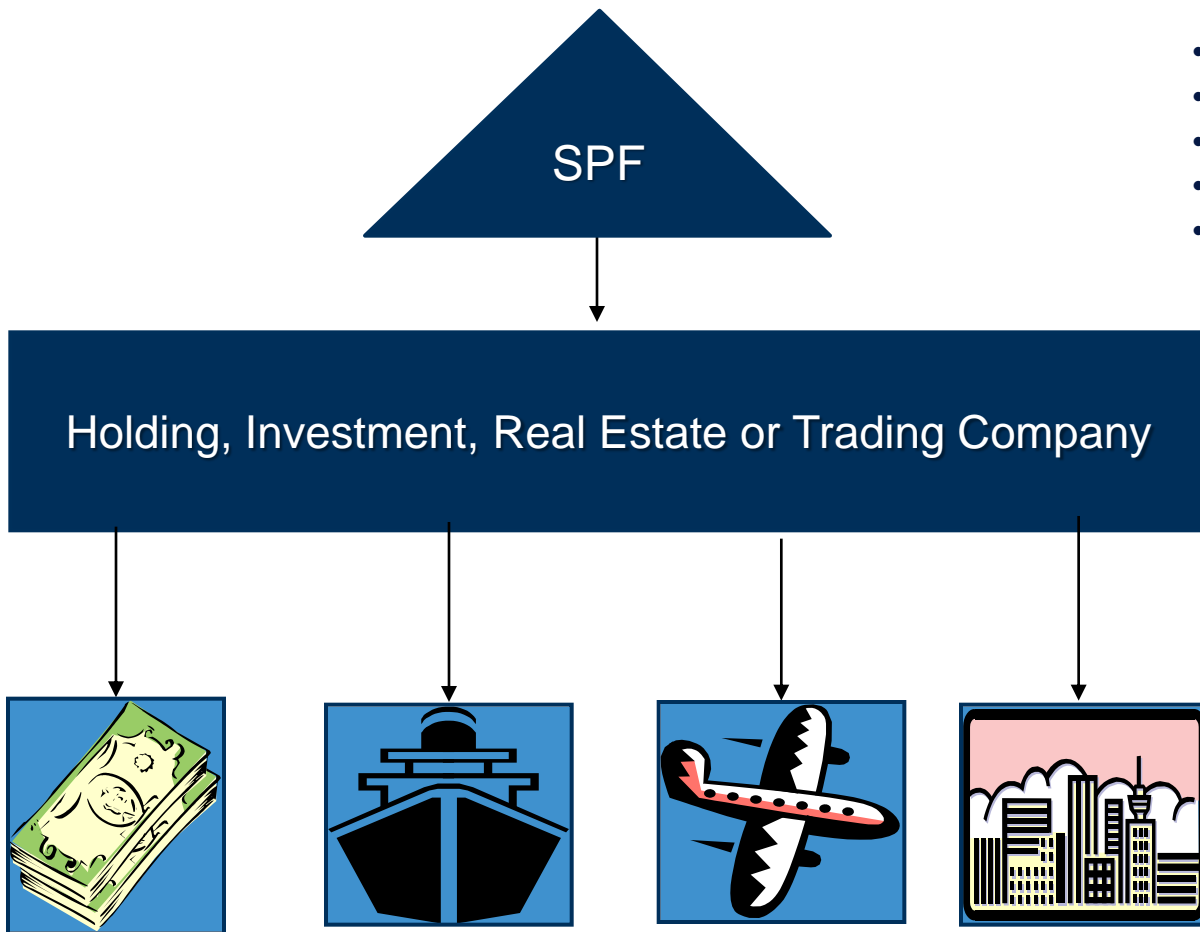 SPF
Holding, Investment, Real Estate or Trading Company